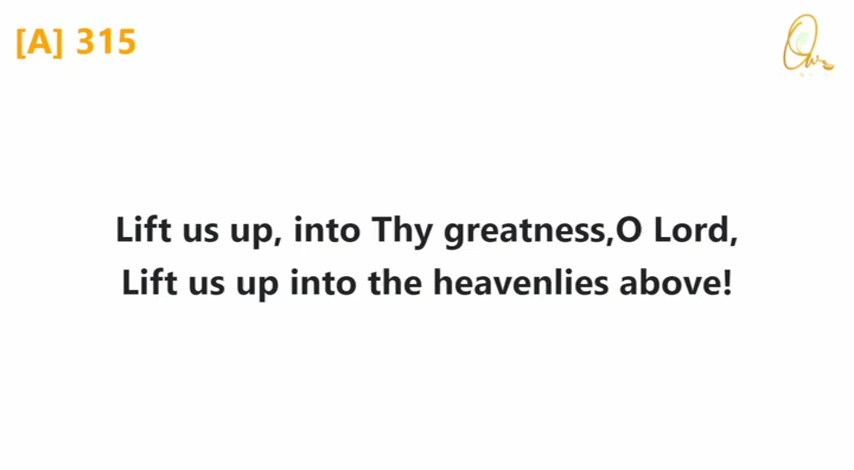 [A] 315
Lift us up, into Thy greatness,O Lord,
Lift us up into the heavenlies above!